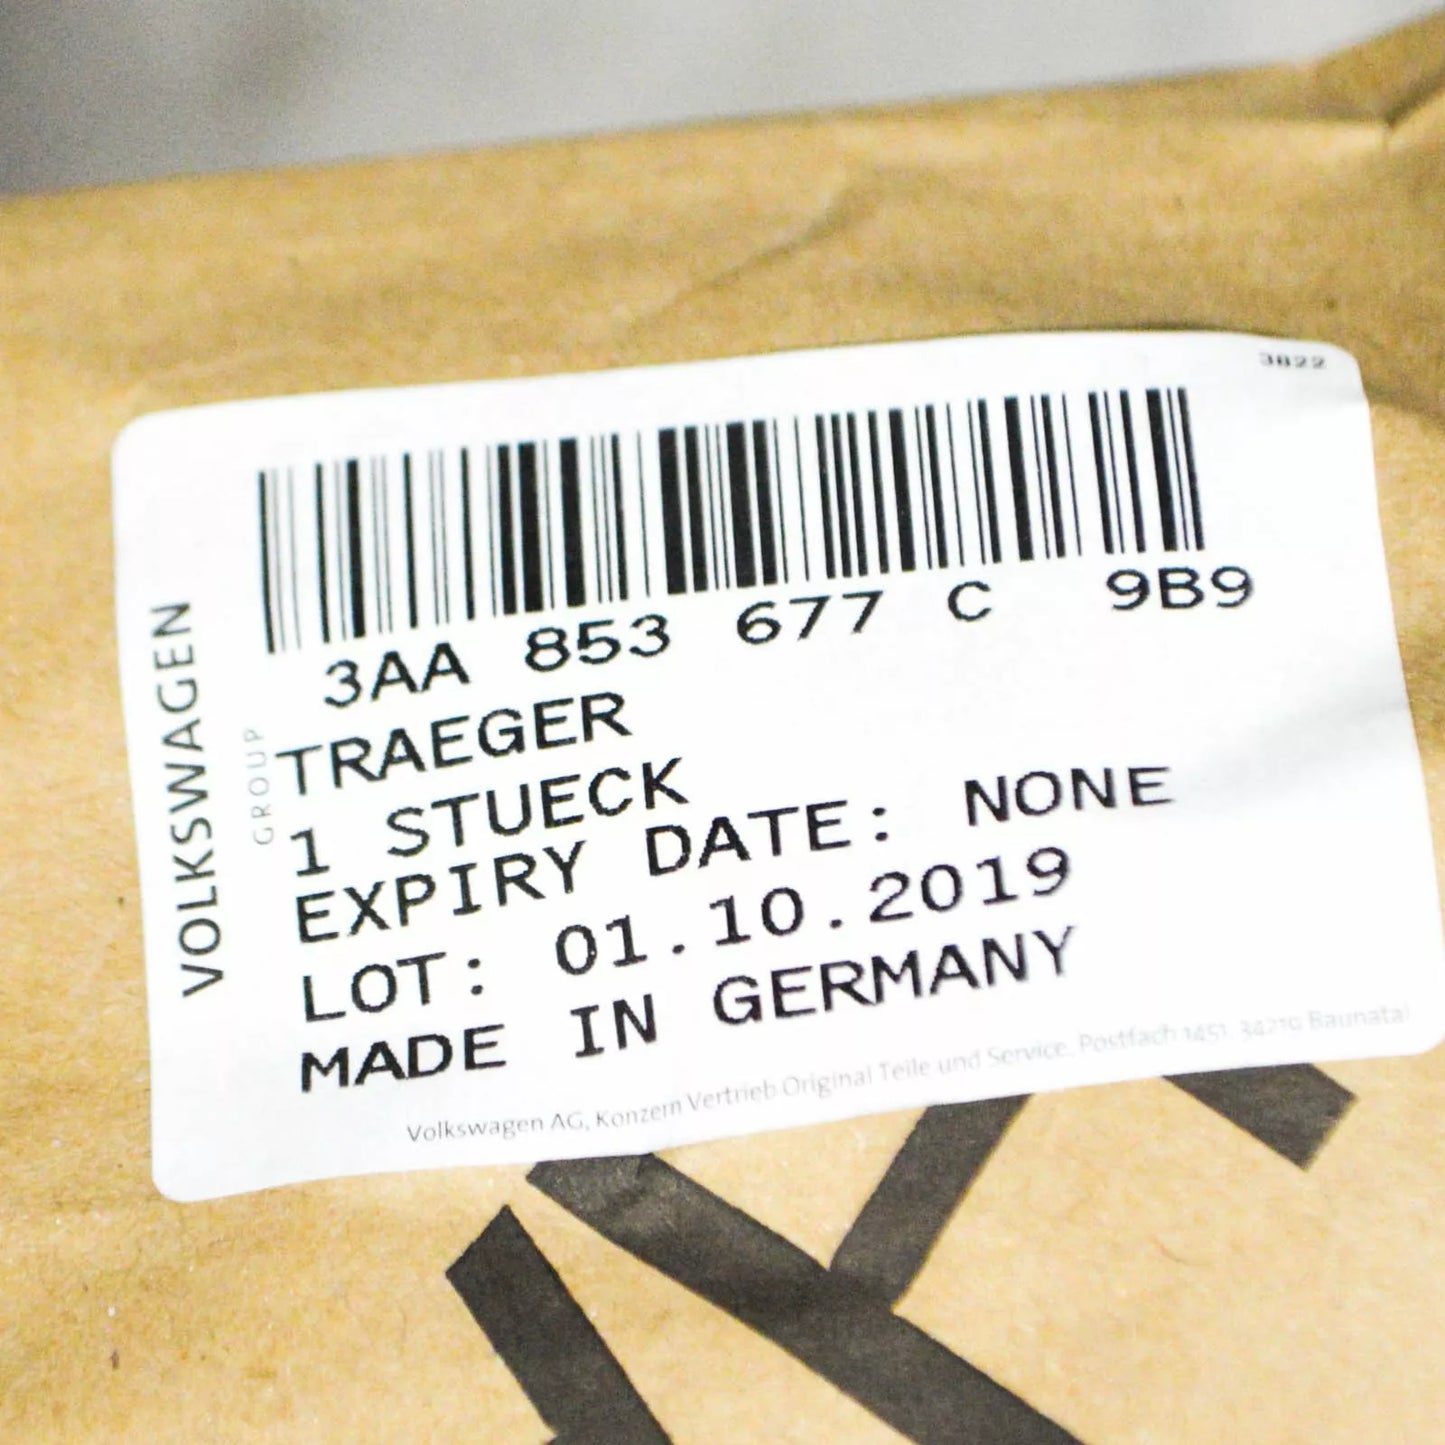 3822
3AA 853 677 C 9B9
TRAEGER
1 STUECK
EXPIRY DATE: NONE
LOT: 01.10.2019
MADE IN GERMANY
Volkswagen AG, Konzern Vertrieb Original Teile und Service, Postfach 1451, 34210 Baunatal
VOLKSWAGEN
GROUP